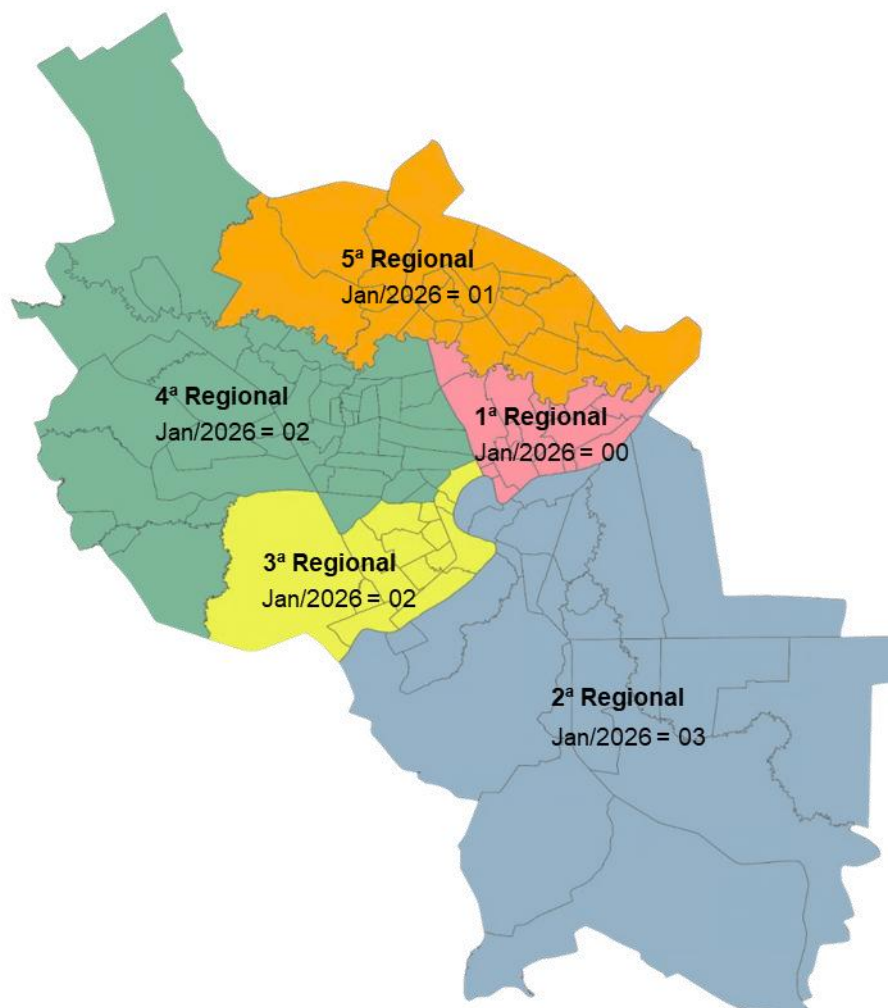 5ª Regional
Jan/2026 = 01
4ª Regional
Jan/2026 = 02
1ª Regional
Jan/2026 = 00
3ª Regional
Jan/2026 = 02
2ª Regional
Jan/2026 = 03